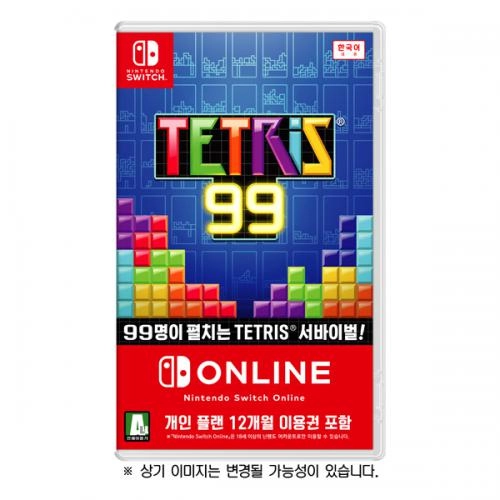 NINTENDO
SWITCH™
한국어
TETRIS®
99
99명이 펼치는 TETRIS® 서바이벌!
ONLINE
Nintendo Switch Online
개인 플랜 12개월 이용권 포함
※ 상기 이미지는 변경될 가능성이 있습니다.